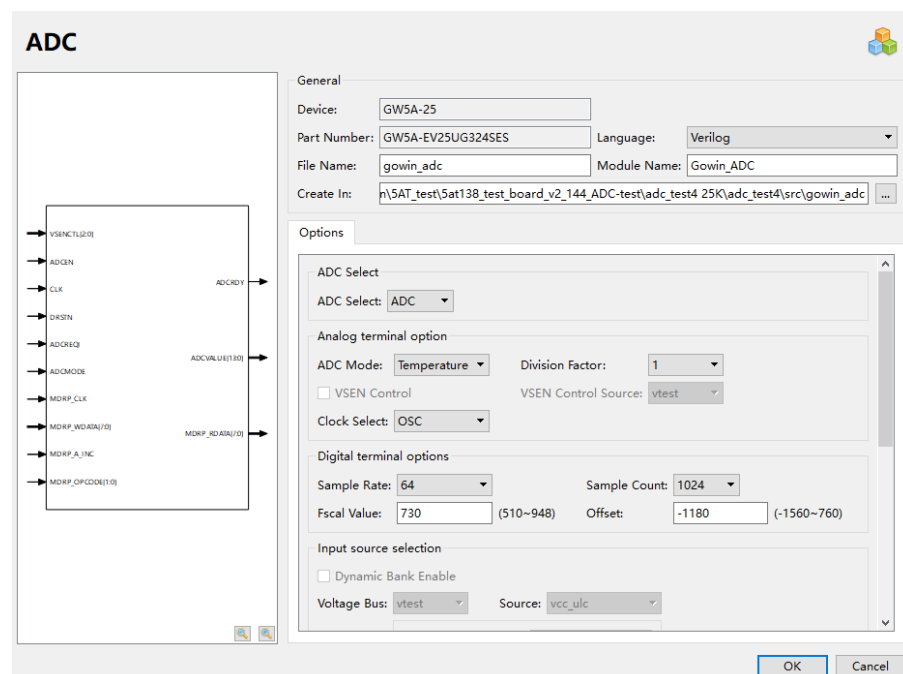 ADC
General
Device: GW5A-25
Part Number: GW5A-EV25UG324SES Language: Verilog
File Name: gowin_adc Module Name: Gowin_ADC
Create In: n\5AT_test\5at138_test_board_v2_144_ADC-test\adc_test4 25K\adc_test4\src\gowin_adc ...
Options
ADC Select
ADC Select: ADC
Analog terminal option
ADC Mode: Temperature Division Factor: 1
VSEN Control VSEN Control Source: vtest
Clock Select: OSC
Digital terminal options
Sample Rate: 64 Sample Count: 1024
Fscal Value: 730 (510~948) Offset: -1180 (-1560~760)
Input source selection
Dynamic Bank Enable
Voltage Bus: vtest Source: vcc_ulc
VSENCTL(2:0)
ADCEN
CLK
DRSTN
ADCREQI
ADCMODE
MDRP_CLK
MDRP_WDATA(7:0)
MDRP_A_INC
MDRP_OPCODE(1:0)
ADCRDY
ADCVALUE(13:0)
MDRP_RDATA(7:0)
OK Cancel